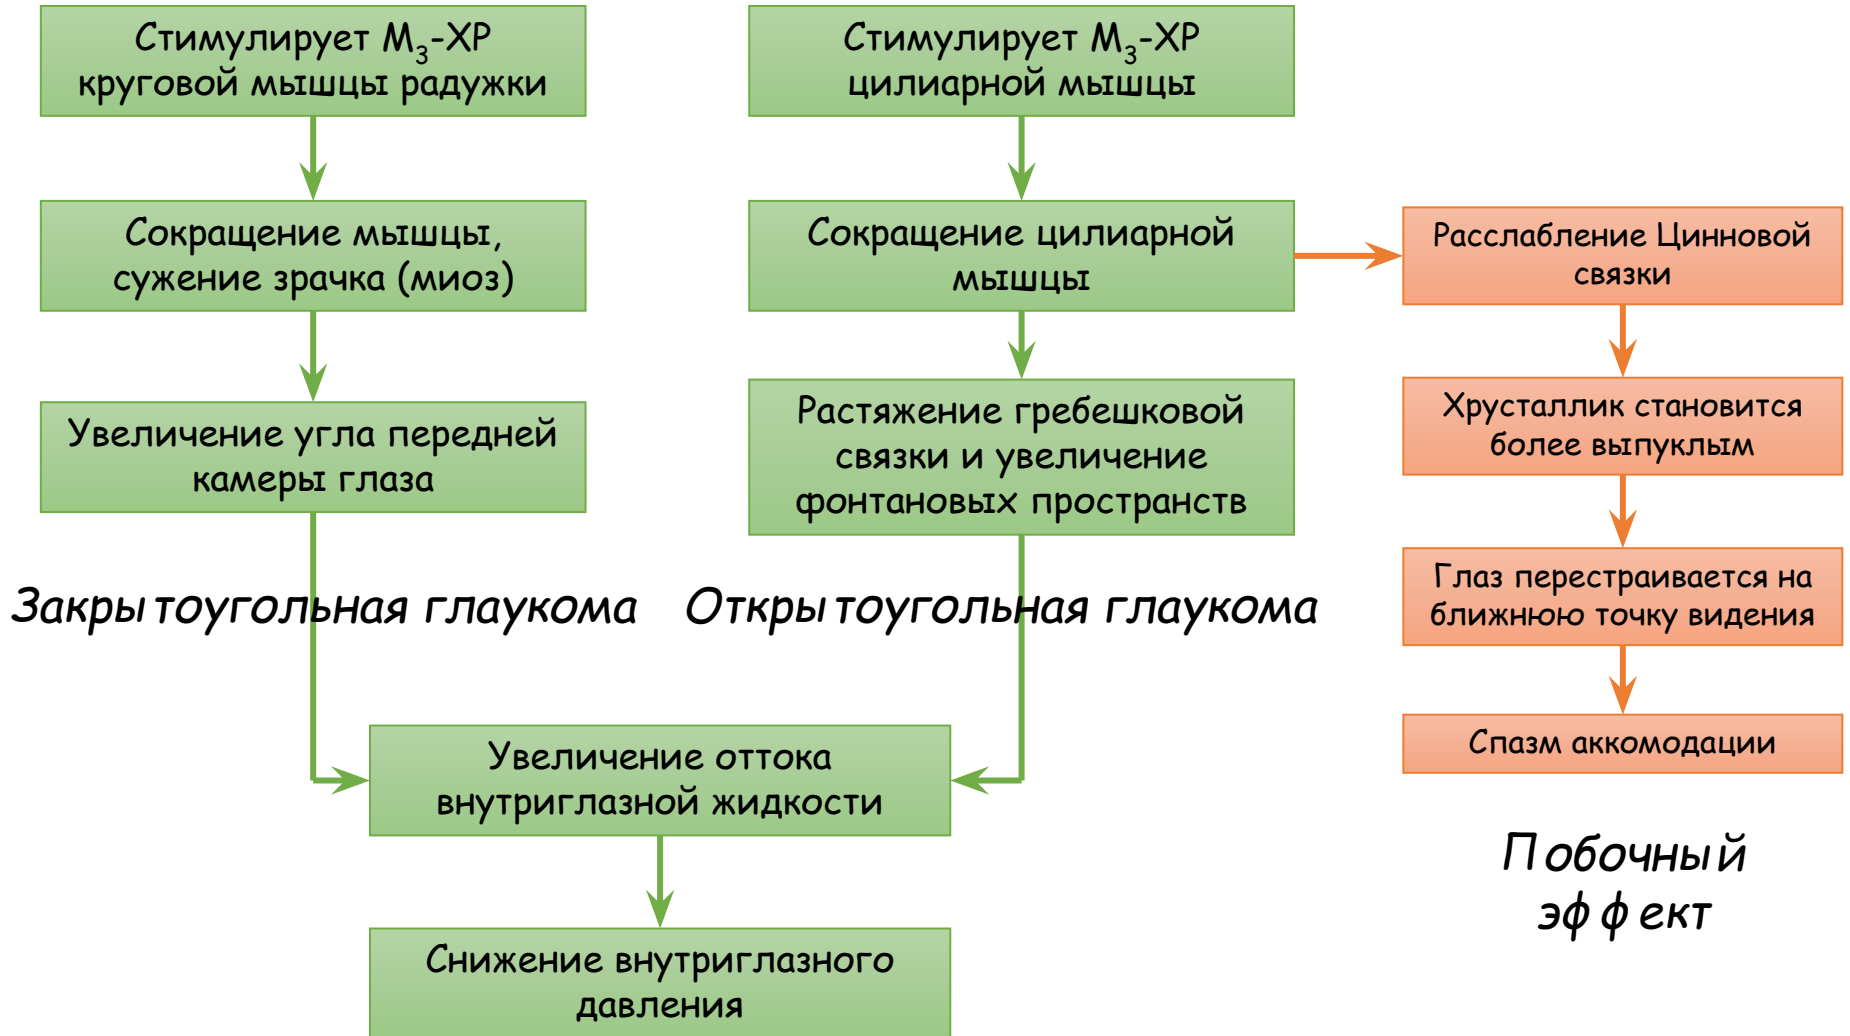 Стимулирует М₃-ХР
круговой мышцы радужки
Сокращение мышцы,
сужение зрачка (миоз)
Увеличение угла передней
камеры глаза
Закрытоугольная глаукома
Стимулирует М₃-ХР
цилиарной мышцы
Сокращение цилиарной
мышцы
Растяжение гребешковой
связки и увеличение
фонтановых пространств
Открытоугольная глаукома
Увеличение оттока
внутриглазной жидкости
Снижение внутриглазного
давления
Расслабление Цинновой
связки
Хрусталлик становится
более выпуклым
Глаз перестраивается на
ближнюю точку видения
Спазм аккомодации
Побочный
эффект